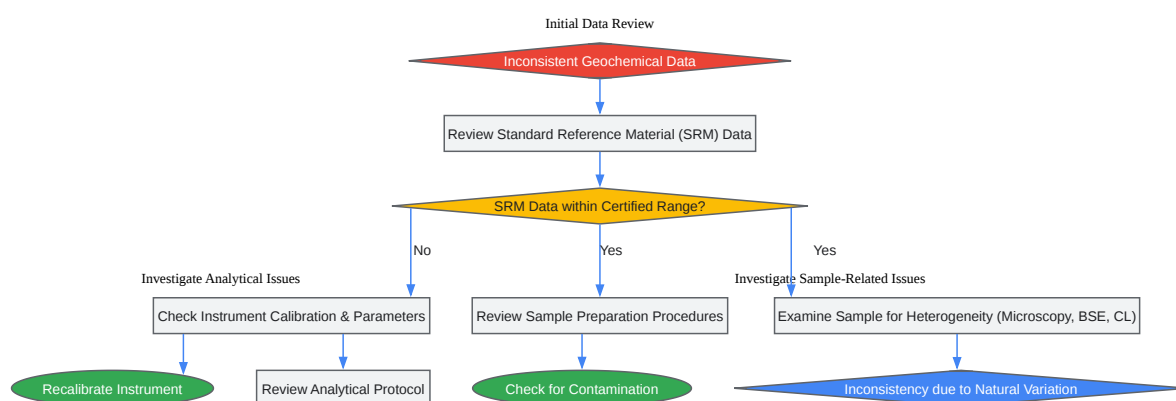 Initial Data Review
Inconsistent Geochemical Data
Review Standard Reference Material (SRM) Data
SRM Data within Certified Range?
No
Yes
Yes
Investigate Analytical Issues
Investigate Sample-Related Issues
Check Instrument Calibration & Parameters
Review Sample Preparation Procedures
Examine Sample for Heterogeneity (Microscopy, BSE, CL)
Recalibrate Instrument
Review Analytical Protocol
Check for Contamination
Inconsistency due to Natural Variation